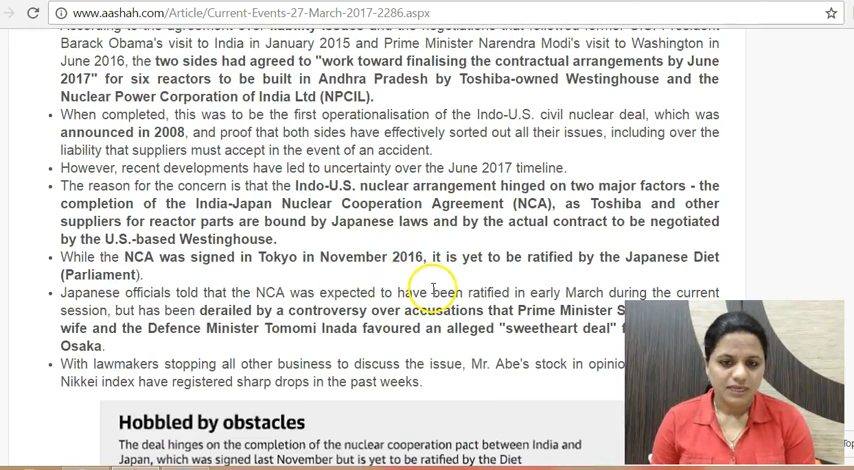 www.aashah.com/Article/Current-Events-27-March-2017-2286.aspx
According to the agreement over liability issues and the negotiations that followed former U.S. President
Barack Obama's visit to India in January 2015 and Prime Minister Narendra Modi's visit to Washington in
June 2016, the two sides had agreed to "work toward finalising the contractual arrangements by June
2017" for six reactors to be built in Andhra Pradesh by Toshiba-owned Westinghouse and the
Nuclear Power Corporation of India Ltd (NPCIL).
• When completed, this was to be the first operationalisation of the Indo-U.S. civil nuclear deal, which was
announced in 2008, and proof that both sides have effectively sorted out all their issues, including over the
liability that suppliers must accept in the event of an accident.
• However, recent developments have led to uncertainty over the June 2017 timeline.
• The reason for the concern is that the Indo-U.S. nuclear arrangement hinged on two major factors - the
completion of the India-Japan Nuclear Cooperation Agreement (NCA), as Toshiba and other
suppliers for reactor parts are bound by Japanese laws and by the actual contract to be negotiated
by the U.S.-based Westinghouse.
• While the NCA was signed in Tokyo in November 2016, it is yet to be ratified by the Japanese Diet
(Parliament).
• Japanese officials told that the NCA was expected to have been ratified in early March during the current
session, but has been derailed by a controversy over accusations that Prime Minister
wife and the Defence Minister Tomomi Inada favoured an alleged "sweetheart deal"
Osaka.
• With lawmakers stopping all other business to discuss the issue, Mr. Abe's stock in
Nikkei index have registered sharp drops in the past weeks.
Hobbled by obstacles
The deal hinges on the completion of the nuclear cooperation pact between India and
Japan, which was signed last November but is yet to be ratified by the Diet